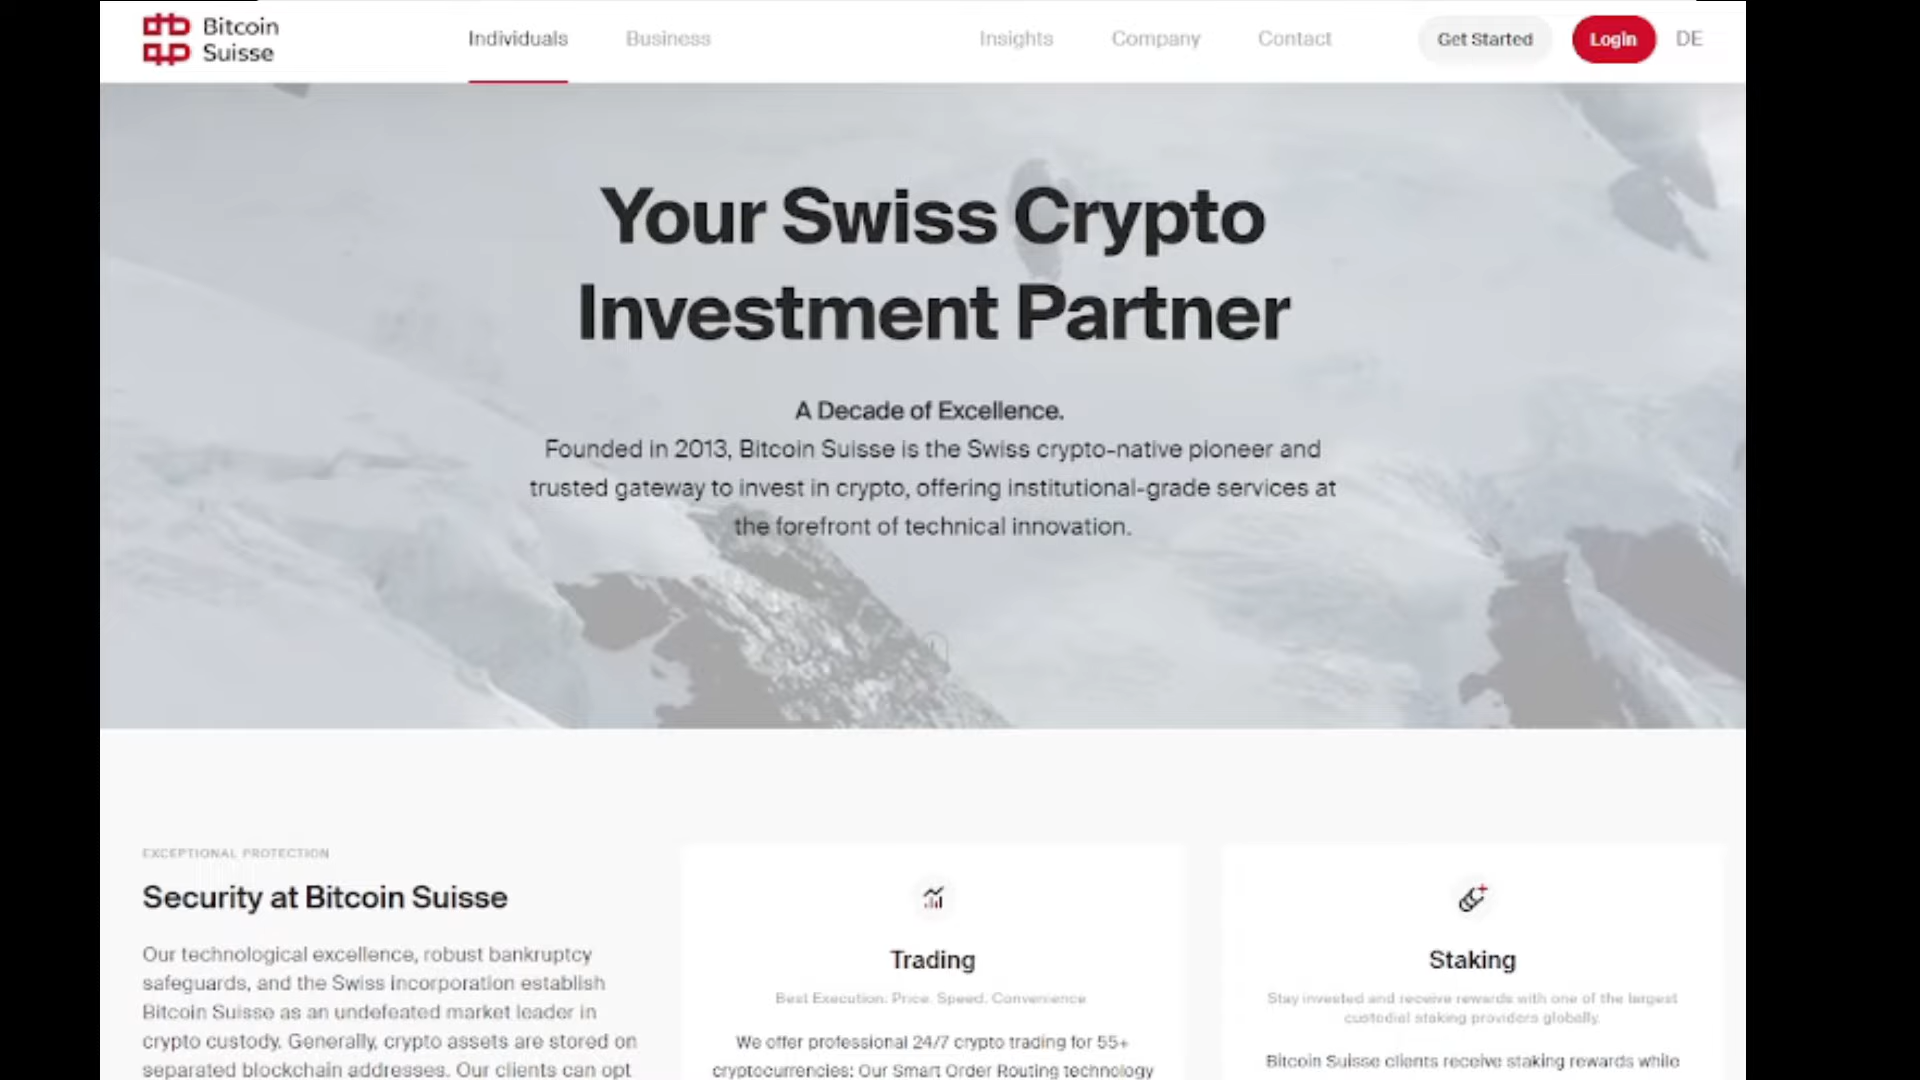 Bitcoin
Suisse
Individuals
Business
Insights
Company
Contact
Get Started
Login
DE
Your Swiss Crypto
Investment Partner
A Decade of Excellence.
Founded in 2013, Bitcoin Suisse is the Swiss crypto-native pioneer and
trusted gateway to invest in crypto, offering institutional-grade services at
the forefront of technical innovation.
EXCEPTIONAL PROTECTION
Security at Bitcoin Suisse
Our technological excellence, robust bankruptcy
safeguards, and the Swiss incorporation establish
Bitcoin Suisse as an undefeated market leader in
crypto custody. Generally, crypto assets are stored on
separated blockchain addresses. Our clients can opt
Trading
Best Execution. Price. Speed. Convenience
We offer professional 24/7 crypto trading for 55+
cryptocurrencies: Our Smart Order Routing technology
Staking
Stay invested and receive rewards with one of the largest
custodial staking providers globally.
Bitcoin Suisse clients receive staking rewards while